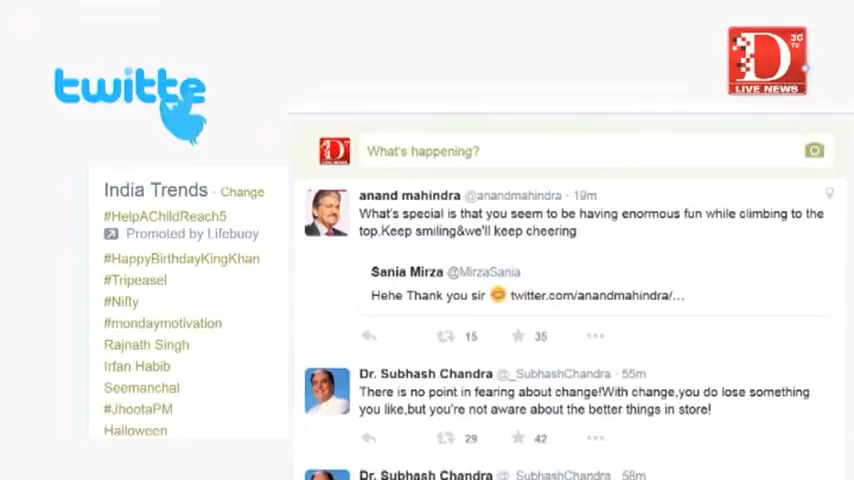 twitte
D
3G
TV
LIVE NEWS
D
LIVE NEWS
What's happening?
India Trends · Change
#HelpAChildReach5
Promoted by Lifebuoy
#HappyBirthdayKingKhan
#Tripeasel
#Nifty
#mondaymotivation
Rajnath Singh
Irfan Habib
Seemanchal
#JhootaPM
Halloween
anand mahindra @anandmahindra · 19m
What's special is that you seem to be having enormous fun while climbing to the
top.Keep smiling&we'll keep cheering
Sania Mirza @MirzaSania
Hehe Thank you sir twitter.com/anandmahindra/...
15 35
Dr. Subhash Chandra @_SubhashChandra · 55m
There is no point in fearing about change!With change,you do lose something
you like,but you're not aware about the better things in store!
29 42
Dr. Subhash Chandra @_SubhashChandra · 58m